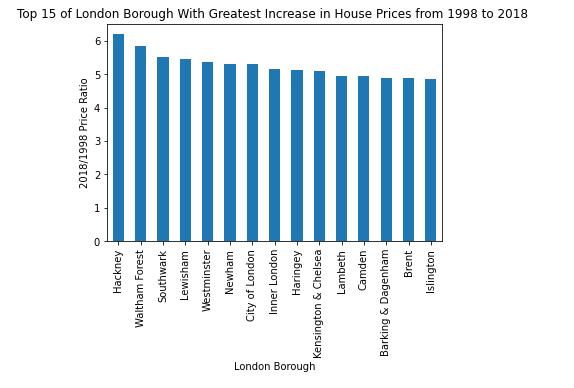 Top 15 of London Borough With Greatest Increase in House Prices from 1998 to 2018
2018/1998 Price Ratio
6
5
4
3
2
1
0
Hackney
Waltham Forest
Southwark
Lewisham
Westminster
Newham
City of London
Inner London
Haringey
Kensington & Chelsea
Lambeth
Camden
Barking & Dagenham
Brent
Islington
London Borough